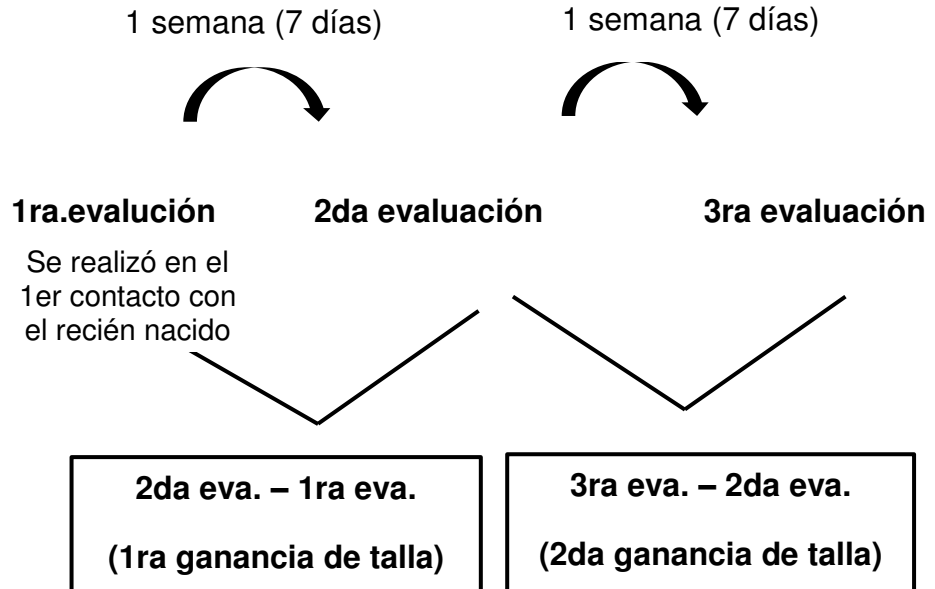 1 semana (7 días)
1 semana (7 días)
1ra.evalución
2da evaluación
3ra evaluación
Se realizó en el
1er contacto con
el recién nacido
2da eva. – 1ra eva.
(1ra ganancia de talla)
3ra eva. – 2da eva.
(2da ganancia de talla)